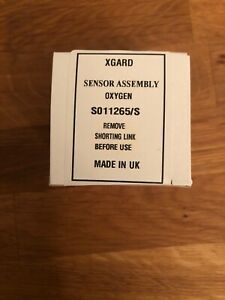 XGARD
SENSOR ASSEMBLY
OXYGEN
S011265/S
REMOVE
SHORTING LINK
BEFORE USE
MADE IN UK